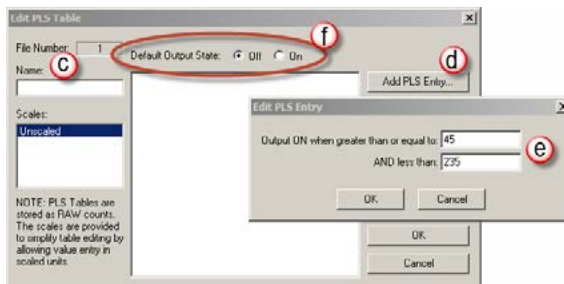 Edit PLS Table
File Number: 1
Default Output State: Off On
f
c
Name:
d
Add PLS Entry...
Scales:
Unscaled
Edit PLS Entry
Output ON when greater than or equal to: 45
AND less than: 235
e
OK Cancel
NOTE: PLS Tables are
stored as RAW counts.
The scales are provided
to simplify table editing by
allowing value entry in
scaled units.
OK
Cancel